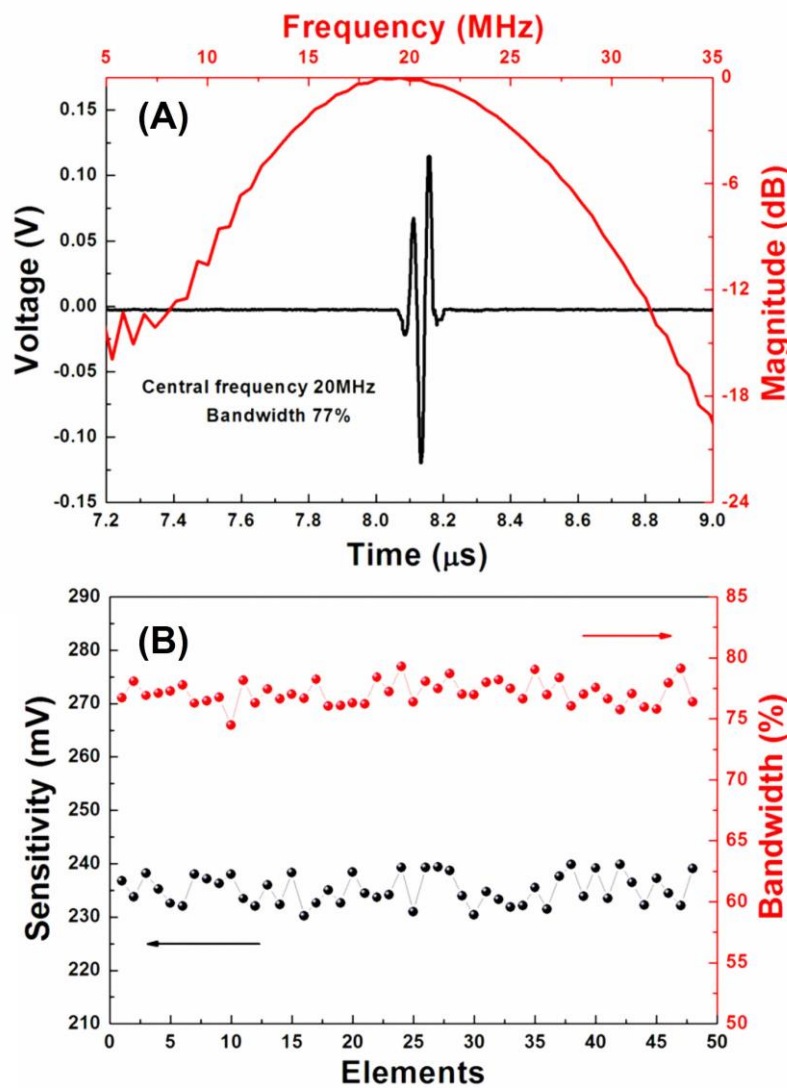 Frequency (MHz)
5 10 15 20 25 30 35
(A)
0.15
0.10
0.05
0.00
-0.05
-0.10
-0.15
Voltage (V)
0
-6
-12
-18
-24
Magnitude (dB)
Central frequency 20MHz
Bandwidth 77%
7.2 7.4 7.6 7.8 8.0 8.2 8.4 8.6 8.8 9.0
Time (μs)
(B)
290
280
270
260
250
240
230
220
210
Sensitivity (mV)
85
80
75
70
65
60
55
50
Bandwidth (%)
0 5 10 15 20 25 30 35 40 45 50
Elements